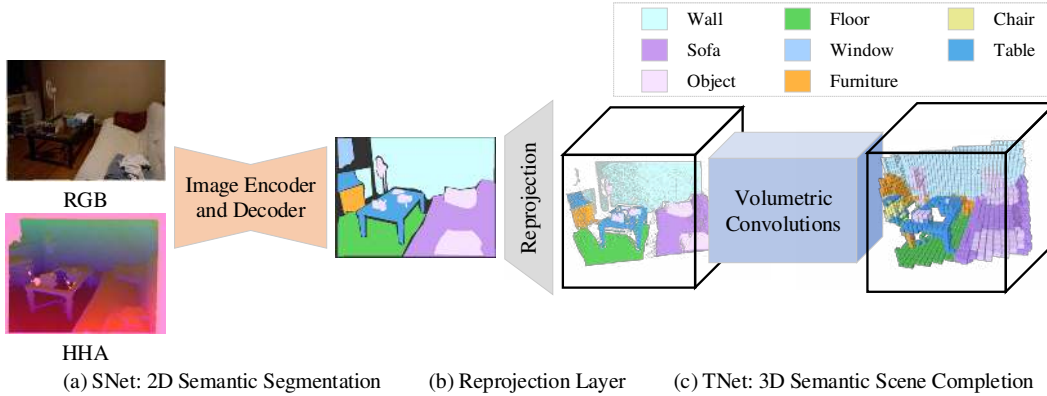 Wall
Floor
Chair
Sofa
Window
Table
Object
Furniture
RGB
HHA
Image Encoder
and Decoder
Reprojection
Volumetric
Convolutions
(a) SNet: 2D Semantic Segmentation
(b) Reprojection Layer
(c) TNet: 3D Semantic Scene Completion